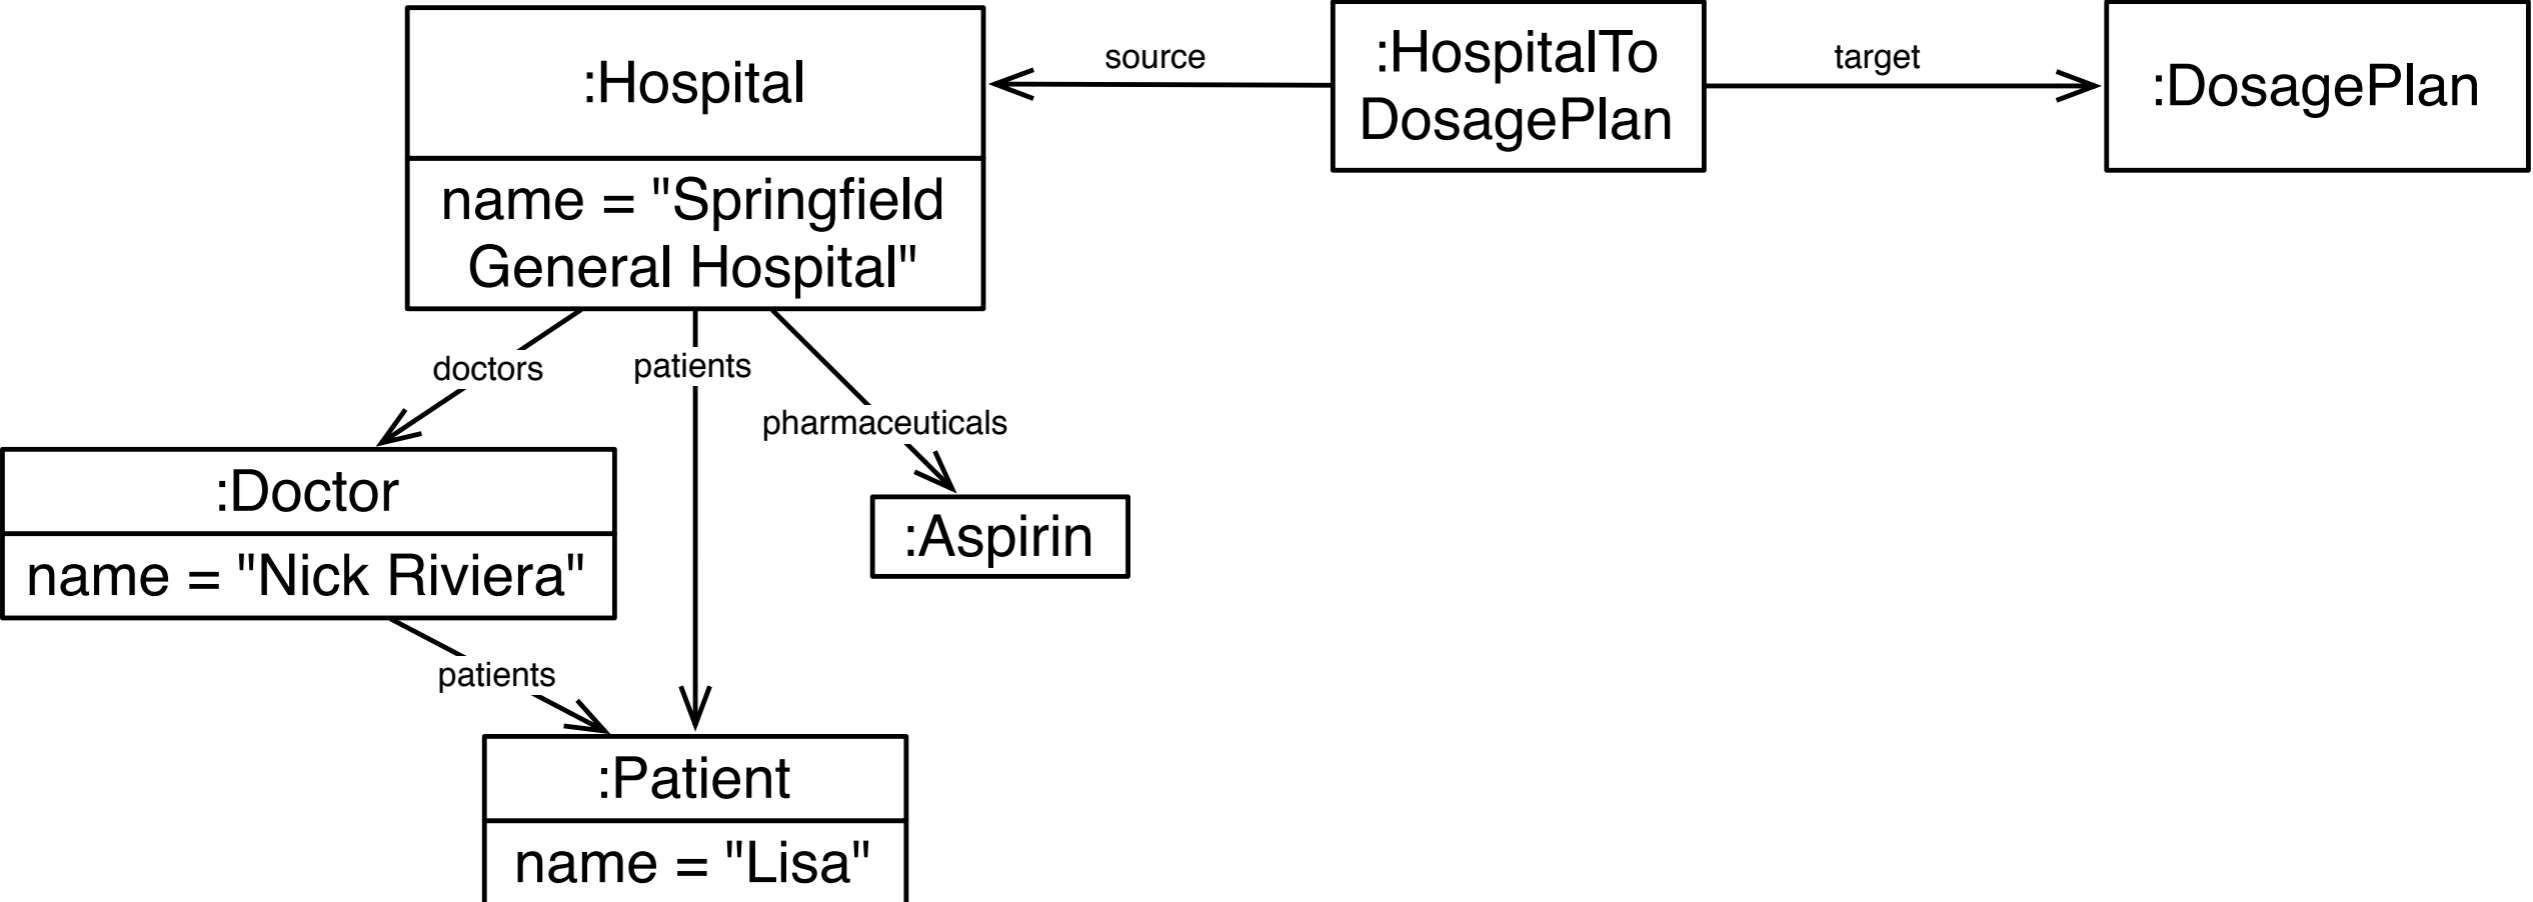 :Hospital
name = "Springfield
General Hospital"
source
:HospitalTo
DosagePlan
target
:DosagePlan
doctors
patients
pharmaceuticals
:Doctor
name = "Nick Riviera"
:Aspirin
patients
:Patient
name = "Lisa"